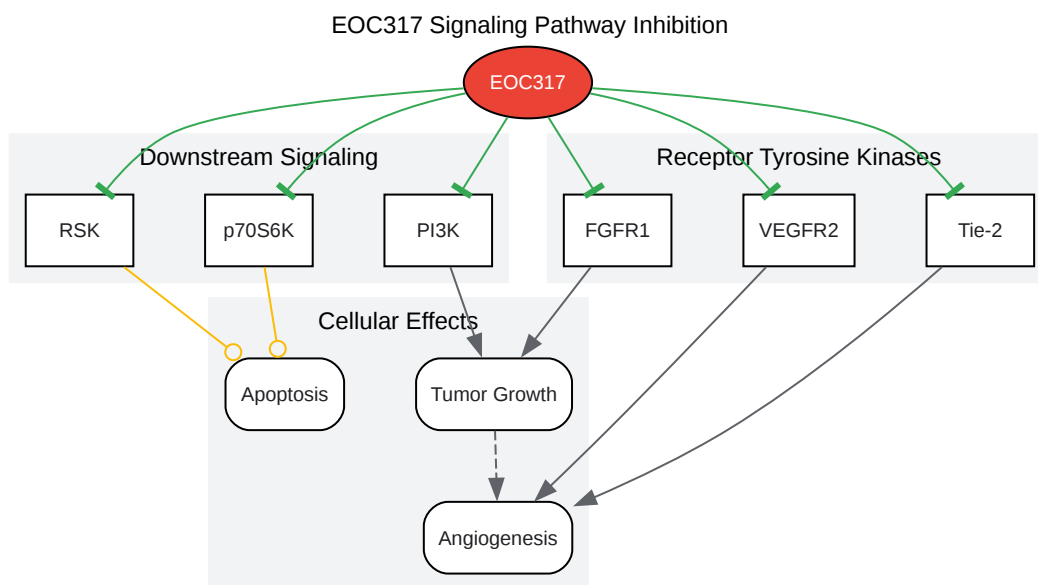 EOC317 Signaling Pathway Inhibition
EOC317
Downstream Signaling
Receptor Tyrosine Kinases
RSK
p70S6K
PI3K
FGFR1
VEGFR2
Tie-2
Cellular Effects
Apoptosis
Tumor Growth
Angiogenesis